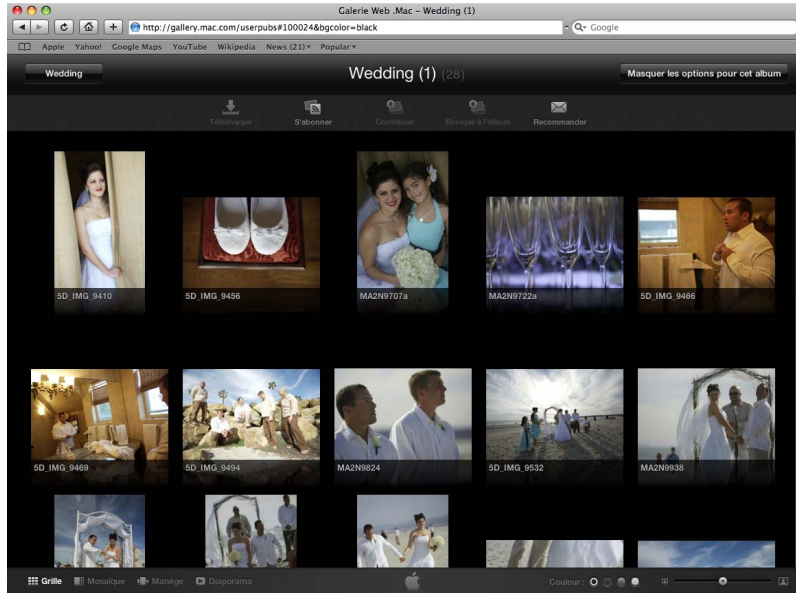 Galerie Web .Mac – Wedding (1)
http://gallery.mac.com/userpubs#100024&bgcolor=black
Google
Apple Yahoo! Google Maps YouTube Wikipedia News (21) Popular
Wedding
Wedding (1) (28)
Masquer les options pour cet album
Télécharger S'abonner Contribuer Envoyer à l'album Recommander
5D_IMG_9410 5D_IMG_9456 MA2N9707a MA2N9722a 5D_IMG_9466
5D_IMG_9469 5D_IMG_9494 MA2N9824 5D_IMG_9532 MA2N9938
Grille Mosaïque Manège Diaporama Couleur :